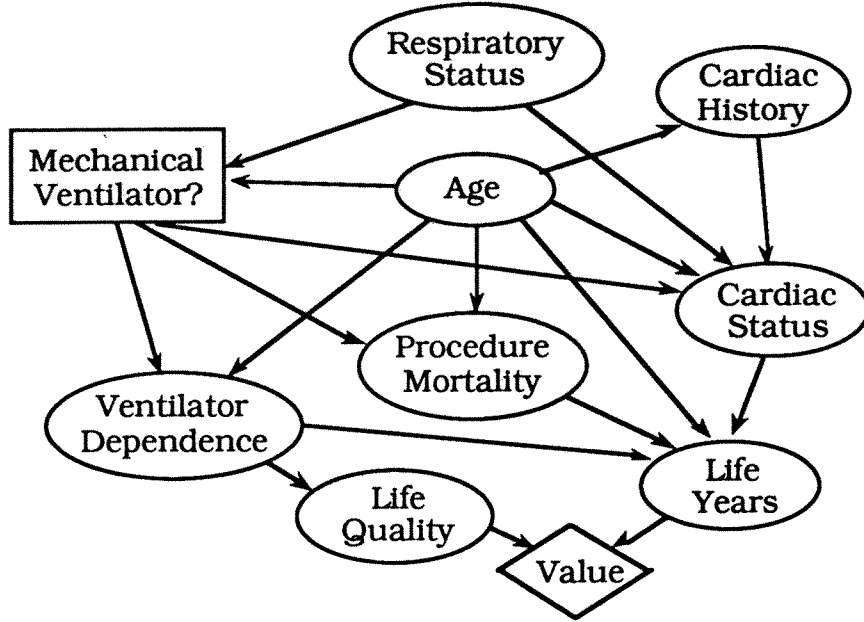 Respiratory
Status
Cardiac
History
Mechanical
Ventilator?
Age
Cardiac
Status
Procedure
Mortality
Ventilator
Dependence
Life
Years
Life
Quality
Value